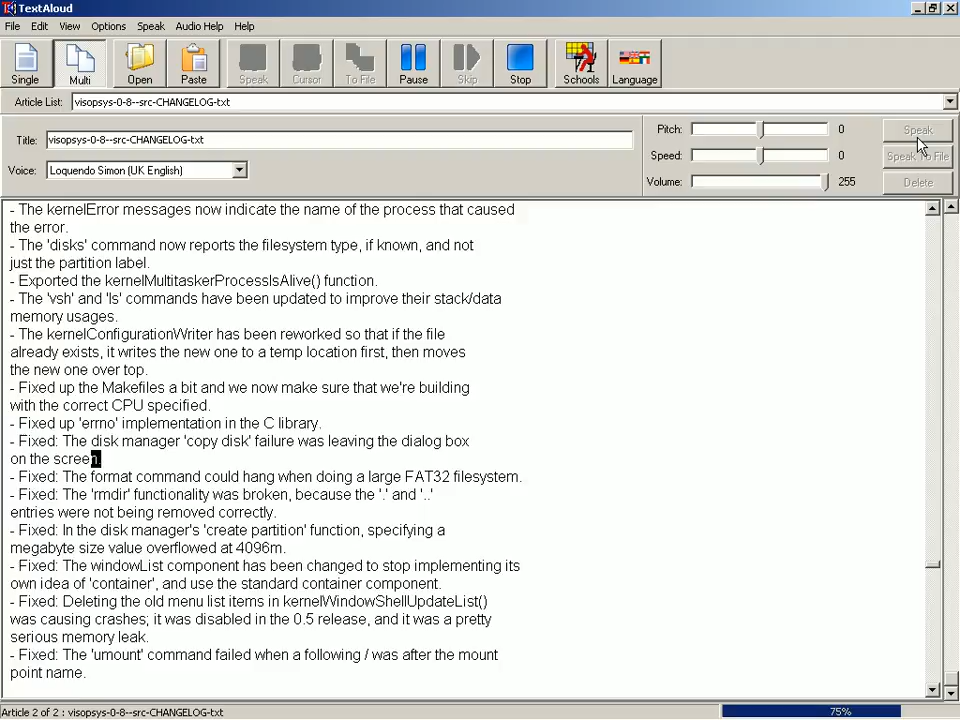 TextAloud
File Edit View Options Speak Audio Help Help
Single Multi Open Paste Speak Cursor To File Pause Skip Stop Schools Language
Article List: visopsys-0-8--src-CHANGELOG-txt
Title: visopsys-0-8--src-CHANGELOG-txt
Voice: Loquendo Simon (UK English)
Pitch: 0 Speak
Speed: 0 Speak To File
Volume: 255 Delete
- The kernelError messages now indicate the name of the process that caused
the error.
- The 'disks' command now reports the filesystem type, if known, and not
just the partition label.
- Exported the kernelMultitaskerProcessIsAlive() function.
- The 'vsh' and 'ls' commands have been updated to improve their stack/data
memory usages.
- The kernelConfigurationWriter has been reworked so that if the file
already exists, it writes the new one to a temp location first, then moves
the new one over top.
- Fixed up the Makefiles a bit and we now make sure that we're building
with the correct CPU specified.
- Fixed up 'errno' implementation in the C library.
- Fixed: The disk manager 'copy disk' failure was leaving the dialog box
on the screen.
- Fixed: The format command could hang when doing a large FAT32 filesystem.
- Fixed: The 'rmdir' functionality was broken, because the '.' and '..'
entries were not being removed correctly.
- Fixed: In the disk manager's 'create partition' function, specifying a
megabyte size value overflowed at 4096m.
- Fixed: The windowList component has been changed to stop implementing its
own idea of 'container', and use the standard container component.
- Fixed: Deleting the old menu list items in kernelWindowShellUpdateList()
was causing crashes; it was disabled in the 0.5 release, and it was a pretty
serious memory leak.
- Fixed: The 'umount' command failed when a following / was after the mount
point name.
Article 2 of 2 : visopsys-0-8--src-CHANGELOG-txt 75%